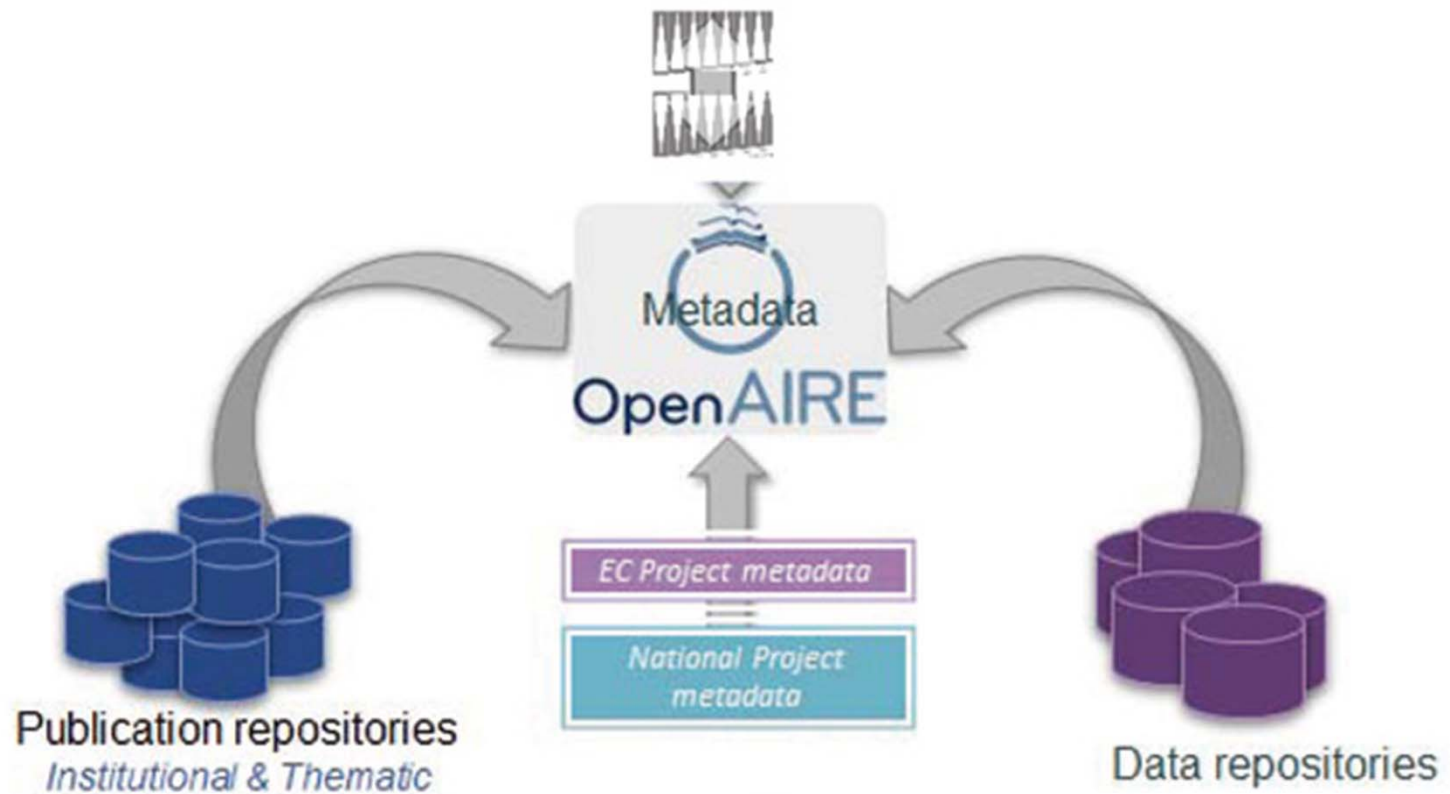 Metadata
OpenAIRE
EC Project metadata
National Project
metadata
Publication repositories
Institutional & Thematic
Data repositories